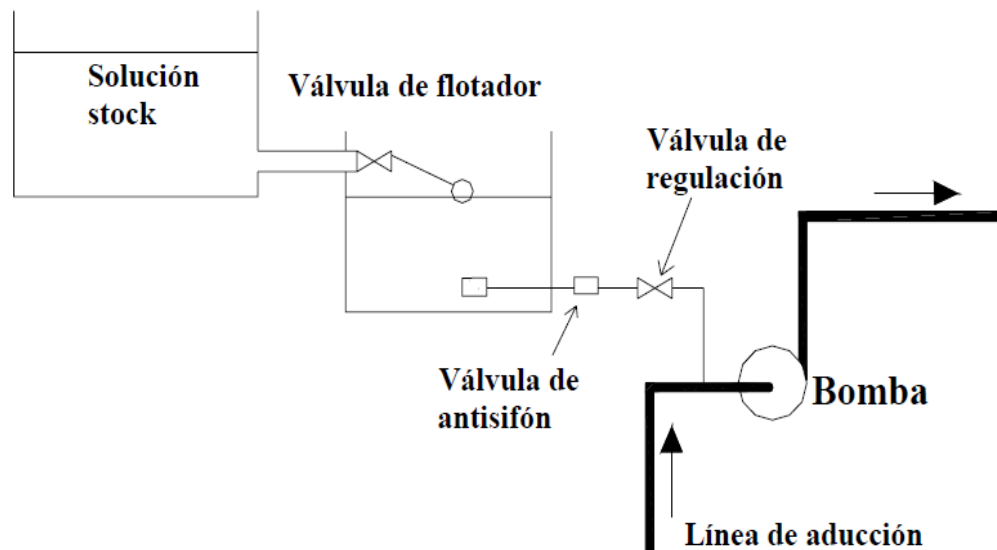 Solución
stock
Válvula de flotador
Válvula de
regulación
Válvula de
antisifón
Bomba
Línea de aducción